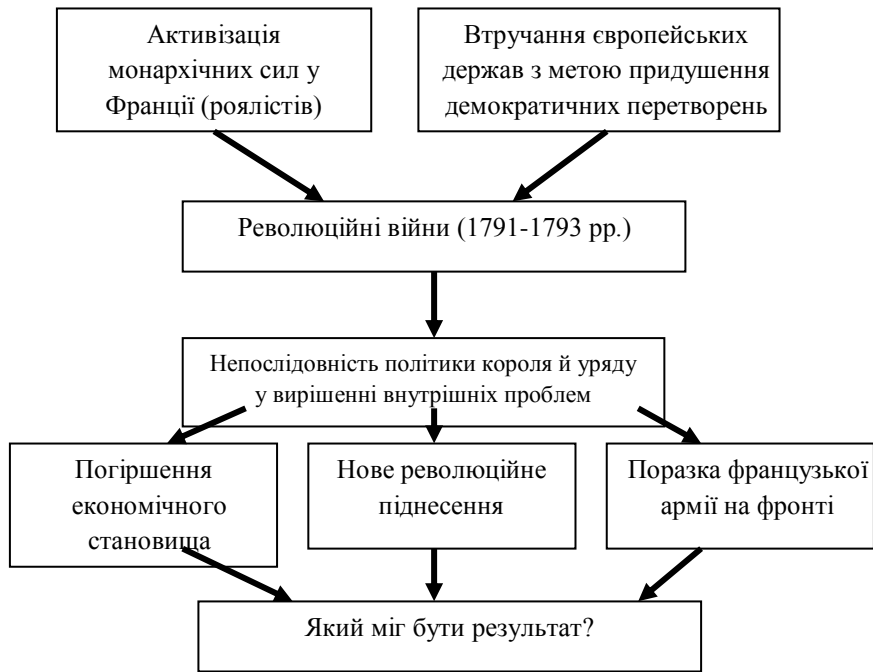 Активізація
монархічних сил у
Франції (роялістів)
Втручання європейських
держав з метою придушення
демократичних перетворень
Революційні війни (1791-1793 рр.)
Непослідовність політики короля й уряду
у вирішенні внутрішніх проблем
Погіршення
економічного
становища
Нове революційне
піднесення
Поразка французької
армії на фронті
Який міг бути результат?